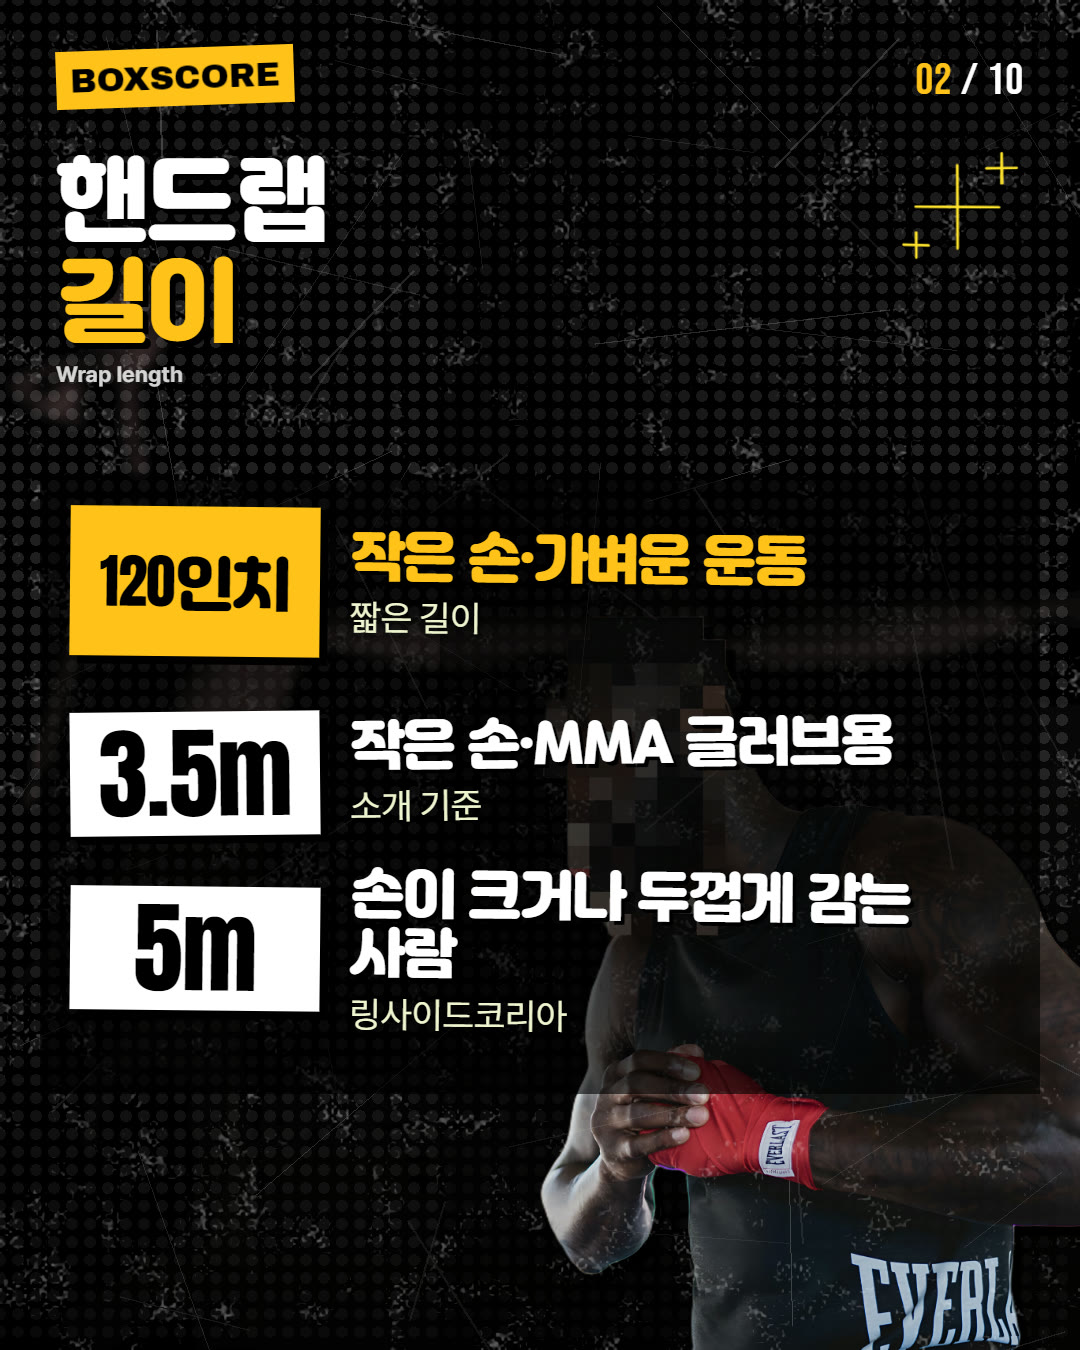 BOXSCORE
02 / 10
핸드랩
길이
Wrap length
120인치
작은 손·가벼운 운동
짧은 길이
3.5m
작은 손·MMA 글러브용
소개 기준
5m
손이 크거나 두껍게 감는
사람
링사이드코리아
EVERLAST
EVERLA